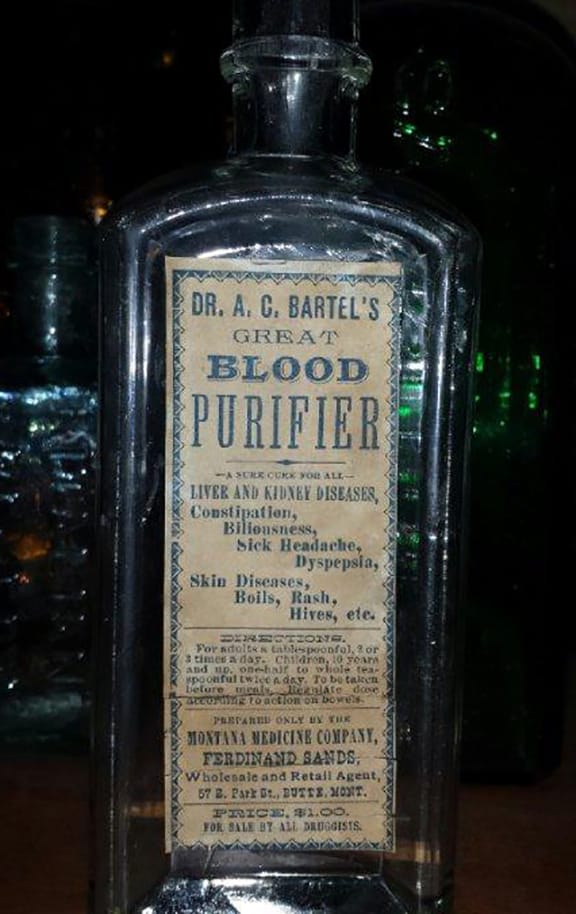 DR. A. C. BARTEL'S
GREAT
BLOOD
PURIFIER
—A SURE CURE FOR ALL—
LIVER AND KIDNEY DISEASES,
Constipation,
Biliousness,
Sick Headache,
Dyspepsia,
Skin Diseases,
Boils, Rash,
Hives, etc.
DIRECTIONS.
For adults a tablespoonful, 2 or
3 times a day. Children, 10 years
and up, one-half to whole tea-
spoonful twice a day. To be taken
before meals. Regulate dose
according to action on bowels.
PREPARED ONLY BY THE
MONTANA MEDICINE COMPANY,
FERDINAND SANDS,
Wholesale and Retail Agent,
57 E. Park St., BUTTE, MONT.
PRICE, $1.00.
FOR SALE BY ALL DRUGGISTS.